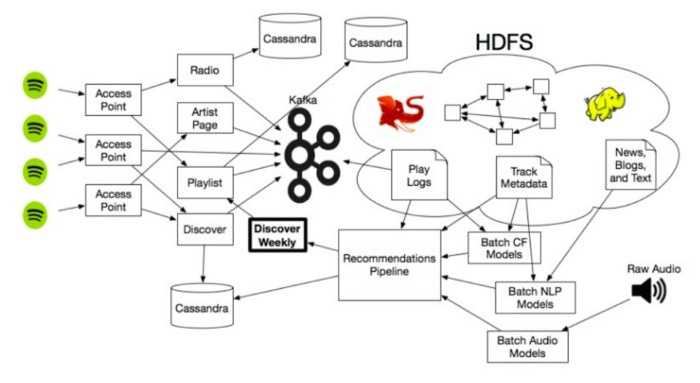 Cassandra
Cassandra
HDFS
Radio
Access
Point
Kafka
Artist
Page
Access
Point
Playlist
Play
Logs
Track
Metadata
News,
Blogs,
and Text
Access
Point
Discover
Discover
Weekly
Recommendations
Pipeline
Batch CF
Models
Cassandra
Batch NLP
Models
Raw Audio
Batch Audio
Models